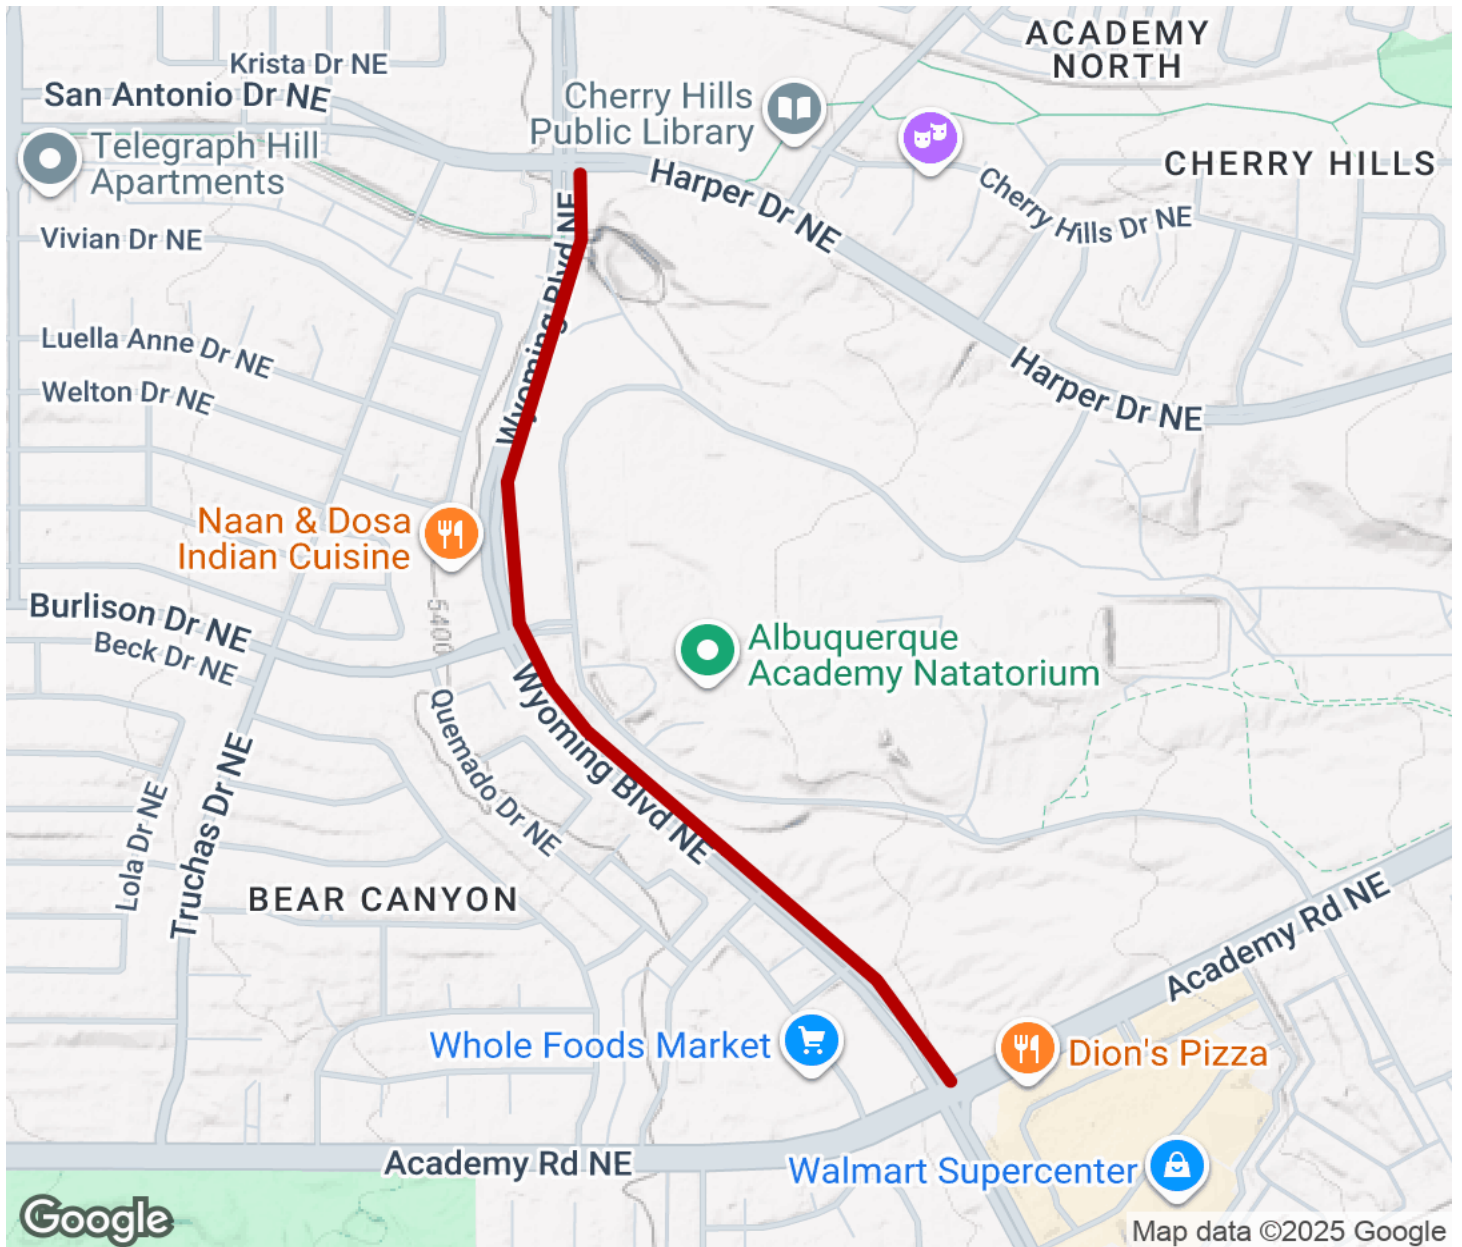 ACADEMY
NORTH
Krista Dr NE
San Antonio Dr NE
Cherry Hills
Public Library
Telegraph Hill
Apartments
CHERRY HILLS
Harper Dr NE
Cherry Hills Dr NE
Vivian Dr NE
Wyoming Blvd NE
Luella Anne Dr NE
Welton Dr NE
Harper Dr NE
Naan & Dosa
Indian Cuisine
5400
Burlison Dr NE
Beck Dr NE
Albuquerque
Academy Natatorium
Wyoming Blvd NE
Quemado Dr NE
Lola Dr NE
Truchas Dr NE
BEAR CANYON
Academy Rd NE
Whole Foods Market
Dion's Pizza
Academy Rd NE
Walmart Supercenter
Google
Map data ©2025 Google